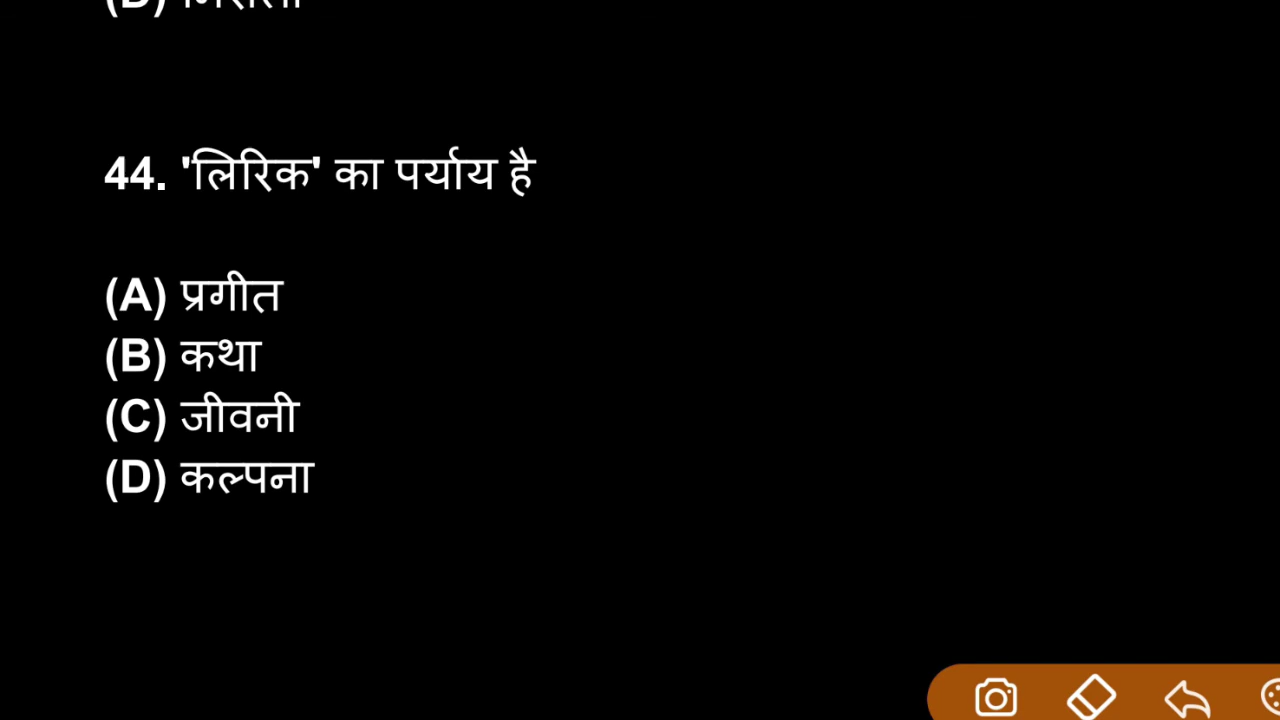 (D)
44. 'लिरिक' का पर्याय है
(A) प्रगीत
(B) कथा
(C) जीवनी
(D) कल्पना